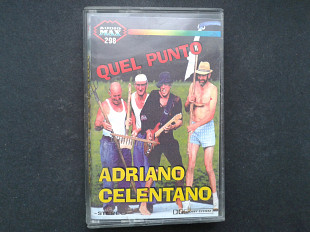 MAX
298
QUEL PUNTO
ADRIANO
CELENTANO